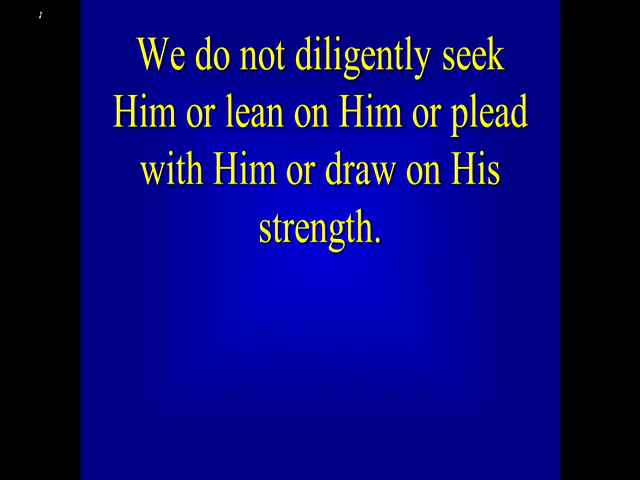 We do not diligently seek
Him or lean on Him or plead
with Him or draw on His
strength.